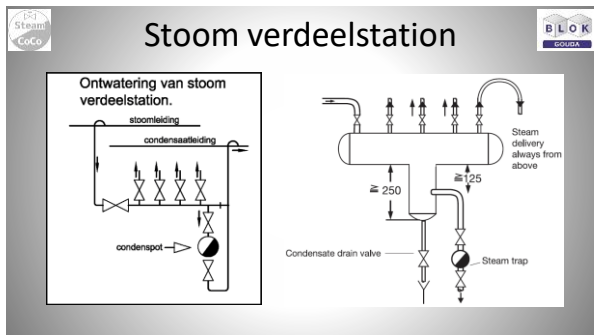 Steam
CoCo
Stoom verdeelstation
BLOK
GOUDA
Ontwatering van stoom
verdeelstation.
stoomleiding
condensaatleiding
condenspot
Steam
delivery
always from
above
≧ 250
≧ 125
Condensate drain valve
Steam trap